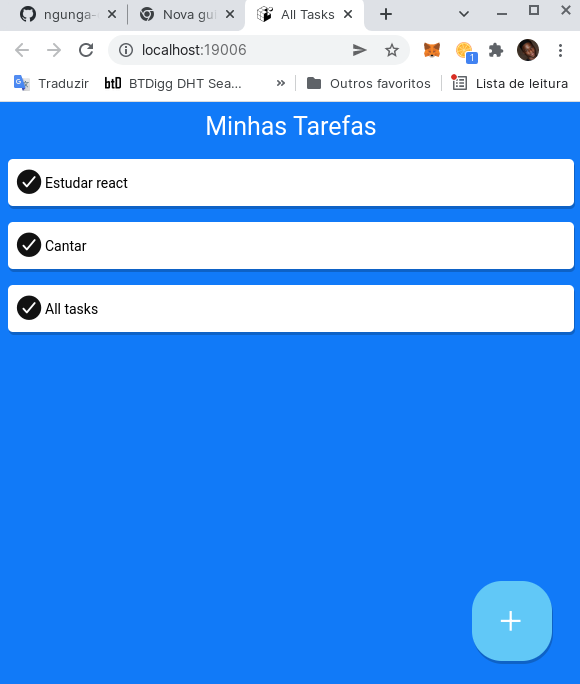 ngunga-
Nova gui
All Tasks
localhost:19006
1
Traduzir
btD
BTDigg DHT Sea...
»
Outros favoritos
Lista de leitura
Minhas Tarefas
Estudar react
Cantar
All tasks
+